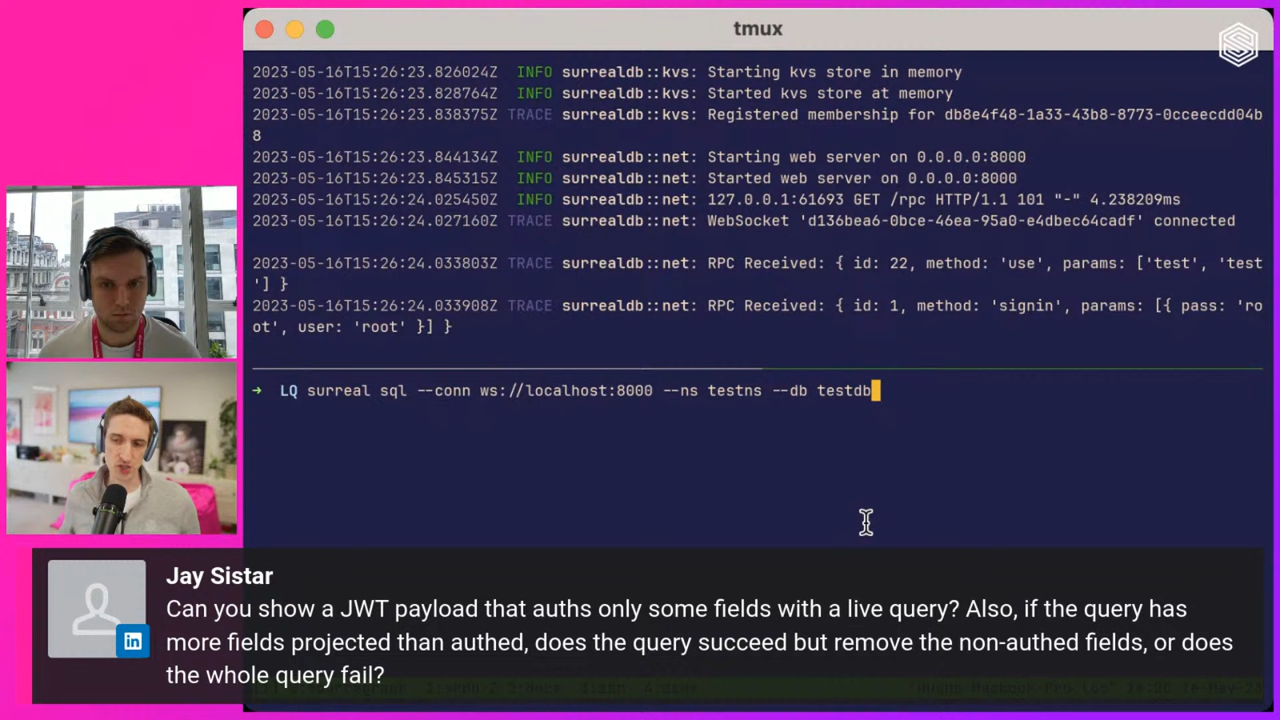 tmux
2023-05-16T15:26:23.826024Z  INFO surrealdb::kvs: Starting kvs store in memory
2023-05-16T15:26:23.828764Z  INFO surrealdb::kvs: Started kvs store at memory
2023-05-16T15:26:23.838375Z TRACE surrealdb::kvs: Registered membership for db8e4f48-1a33-43b8-8773-0cceecdd04b
8
2023-05-16T15:26:23.844134Z  INFO surrealdb::net: Starting web server on 0.0.0.0:8000
2023-05-16T15:26:23.845315Z  INFO surrealdb::net: Started web server on 0.0.0.0:8000
2023-05-16T15:26:24.025450Z  INFO surrealdb::net: 127.0.0.1:61693 GET /rpc HTTP/1.1 101 "-" 4.238209ms
2023-05-16T15:26:24.027160Z TRACE surrealdb::net: WebSocket 'd136bea6-0bce-46ea-95a0-e4dbec64cadf' connected
2023-05-16T15:26:24.033803Z TRACE surrealdb::net: RPC Received: { id: 22, method: 'use', params: ['test', 'test
'] }
2023-05-16T15:26:24.033908Z TRACE surrealdb::net: RPC Received: { id: 1, method: 'signin', params: [{ pass: 'ro
ot', user: 'root' }] }
→ LQ surreal sql --conn ws://localhost:8000 --ns testns --db testdb
Jay Sistar
Can you show a JWT payload that auths only some fields with a live query? Also, if the query has
more fields projected than authed, does the query succeed but remove the non-authed fields, or does
the whole query fail?
in